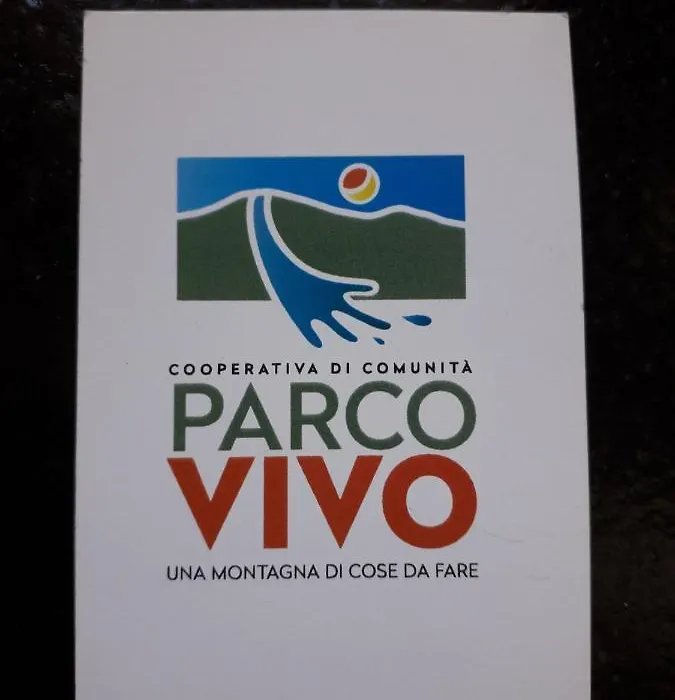 COOPERATIVA DI COMUNITÀ
PARCO
VIVO
UNA MONTAGNA DI COSE DA FARE